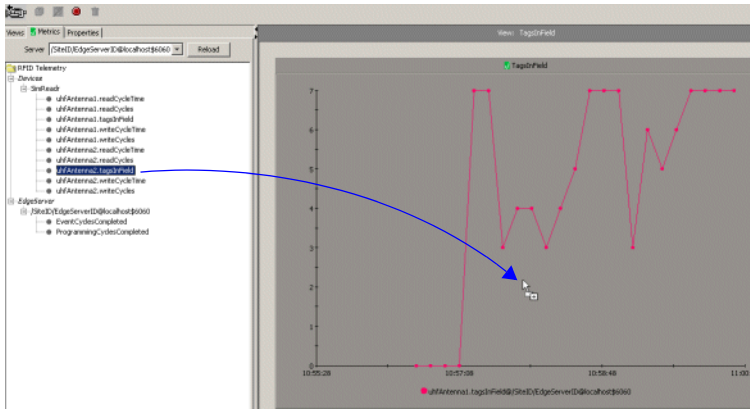 Views Metrics Properties
Server /SiteID/EdgeServerID@localhost:6060 Reload
RFID Telemetry
Devices
SimReadr
uhfAntenna1.readCycleTime
uhfAntenna1.readCycles
uhfAntenna1.tagsInField
uhfAntenna1.writeCycleTime
uhfAntenna1.writeCycles
uhfAntenna2.readCycleTime
uhfAntenna2.readCycles
uhfAntenna2.tagsInField
uhfAntenna2.writeCycleTime
uhfAntenna2.writeCycles
EdgeServer
/SiteID/EdgeServerID@localhost:6060
EventCyclesCompleted
ProgrammingCyclesCompleted
View: TagsInField
TagsInField
7
6
5
4
3
2
1
0
10:55:28 10:57:08 10:58:48 11:00
uhfAntenna1.tagsInField@/SiteID/EdgeServerID@localhost:6060